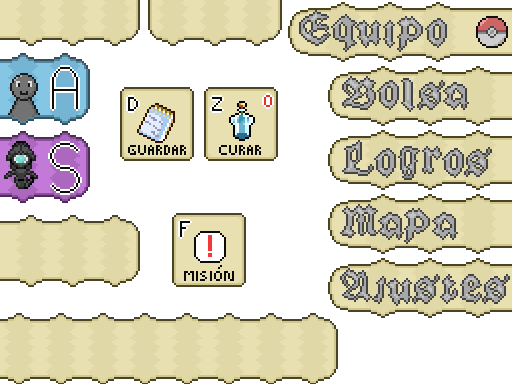 Equipo
A
Bolsa
D
GUARDAR
Z
0
CURAR
S
Logros
F
MISIÓN
Mapa
Ajustes